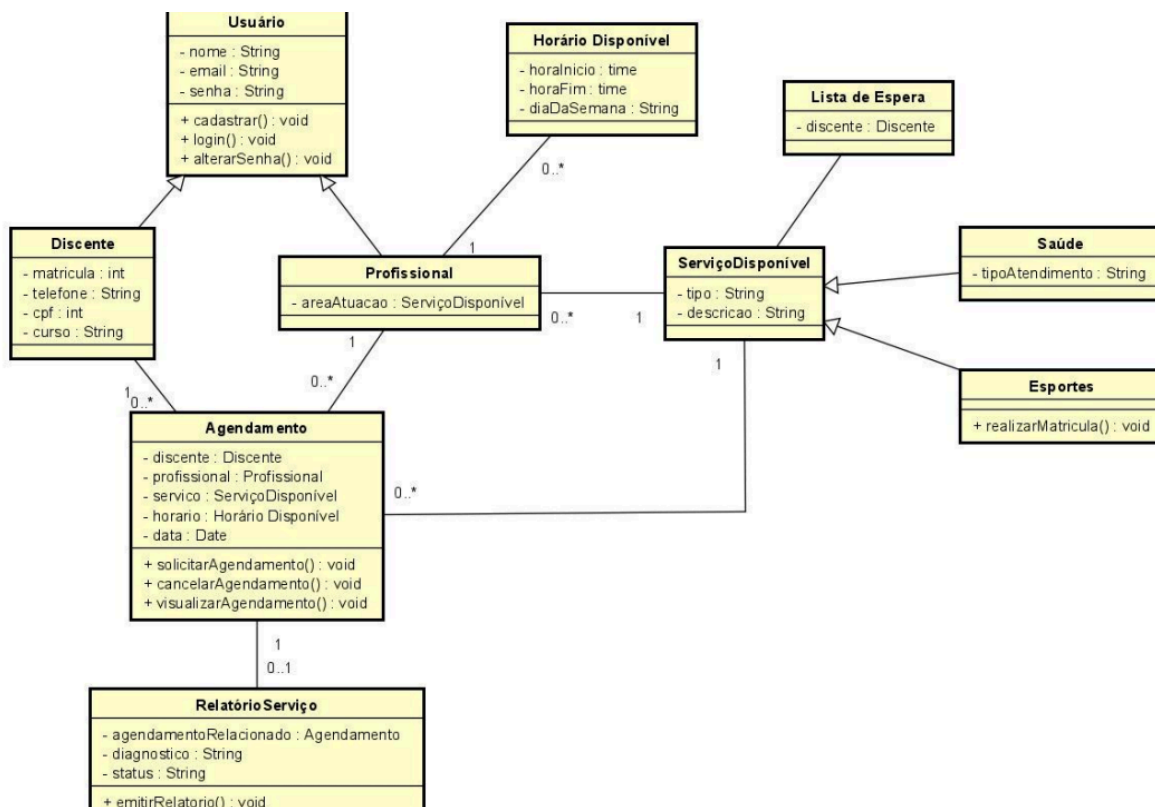 Usuário
- nome : String
- email : String
- senha : String
+ cadastrar() : void
+ login() : void
+ alterarSenha() : void
Horário Disponível
- horaInicio : time
- horaFim : time
- diaDaSemana : String
Lista de Espera
- discente : Discente
0..*
1
Discente
- matricula : int
- telefone : String
- cpf : int
- curso : String
Profissional
- areaAtuacao : ServiçoDisponível
ServiçoDisponível
- tipo : String
- descricao : String
Saúde
- tipoAtendimento : String
0..*
1
1
0..*
1
Esportes
+ realizarMatricula() : void
1
0..*
Agendamento
- discente : Discente
- profissional : Profissional
- servico : ServiçoDisponível
- horario : Horário Disponível
- data : Date
+ solicitarAgendamento() : void
+ cancelarAgendamento() : void
+ visualizarAgendamento() : void
0..*
1
0..1
RelatórioServiço
- agendamentoRelacionado : Agendamento
- diagnostico : String
- status : String
+ emitirRelatorio() : void